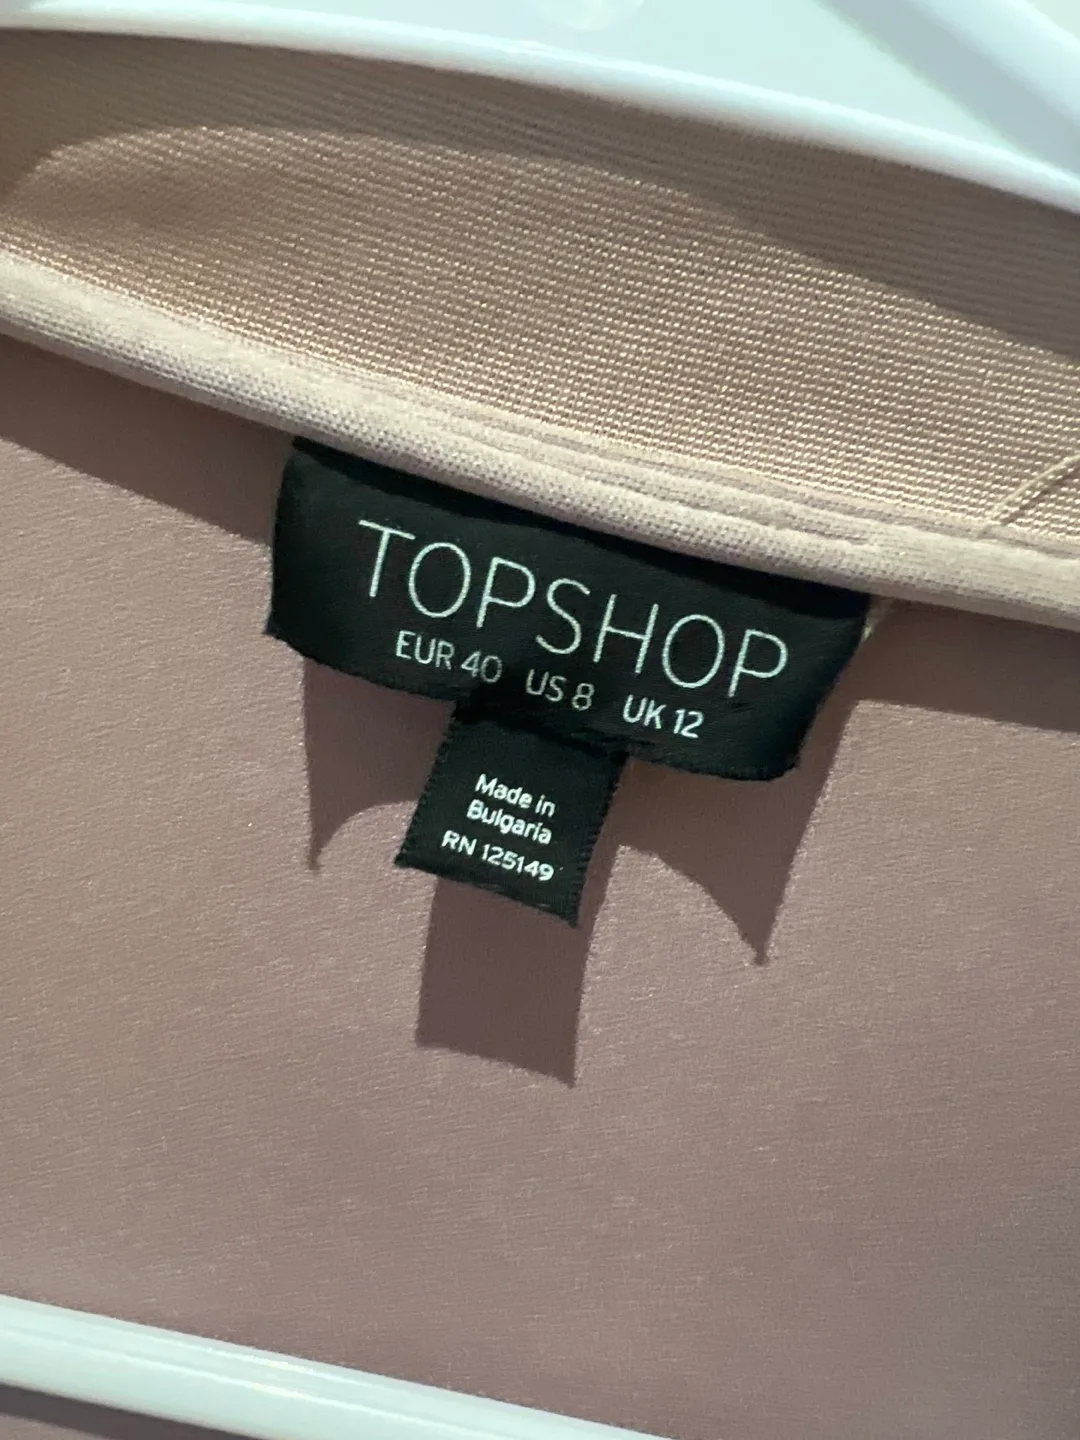 TOPSHOP
EUR 40 US 8 UK 12
Made in
Bulgaria
RN 125149